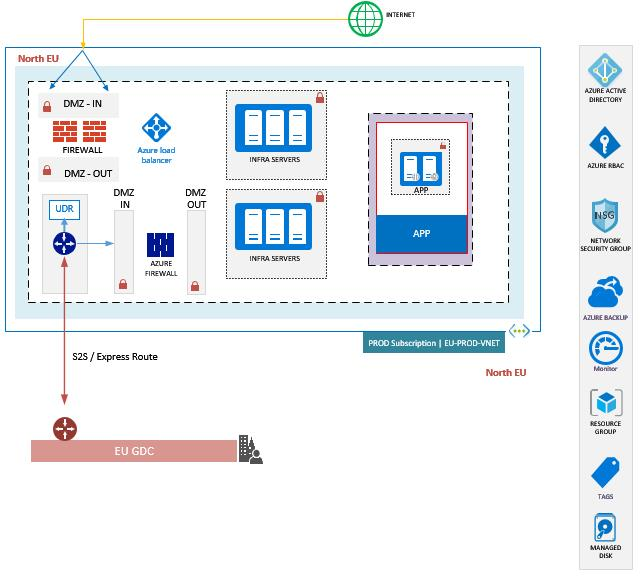 INTERNET
North EU
DMZ - IN
FIREWALL
Azure load
balancer
DMZ - OUT
INFRA SERVERS
APP
APP
UDR
DMZ
IN
AZURE
FIREWALL
DMZ
OUT
INFRA SERVERS
PROD Subscription | EU-PROD-VNET
North EU
S2S / Express Route
EU GDC
AZURE ACTIVE
DIRECTORY
AZURE RBAC
NSG
NETWORK
SECURITY GROUP
AZURE BACKUP
Monitor
RESOURCE
GROUP
TAGS
MANAGED
DISK